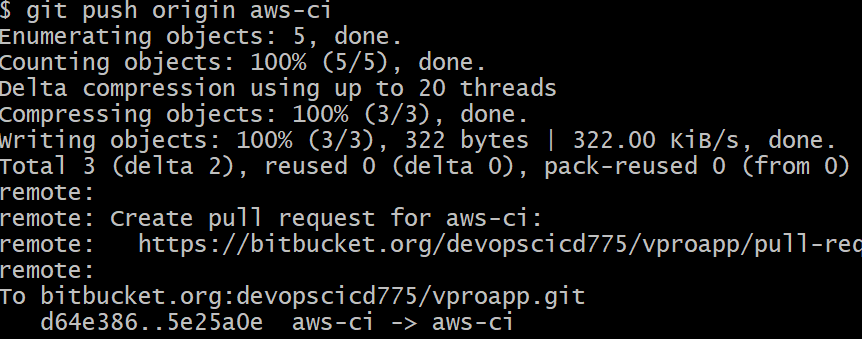 $ git push origin aws-ci
Enumerating objects: 5, done.
Counting objects: 100% (5/5), done.
Delta compression using up to 20 threads
Compressing objects: 100% (3/3), done.
Writing objects: 100% (3/3), 322 bytes | 322.00 KiB/s, done.
Total 3 (delta 2), reused 0 (delta 0), pack-reused 0 (from 0)
remote:
remote: Create pull request for aws-ci:
remote:   https://bitbucket.org/devopscicd775/vproapp/pull-req
remote:
To bitbucket.org:devopscicd775/vproapp.git
   d64e386..5e25a0e  aws-ci -> aws-ci